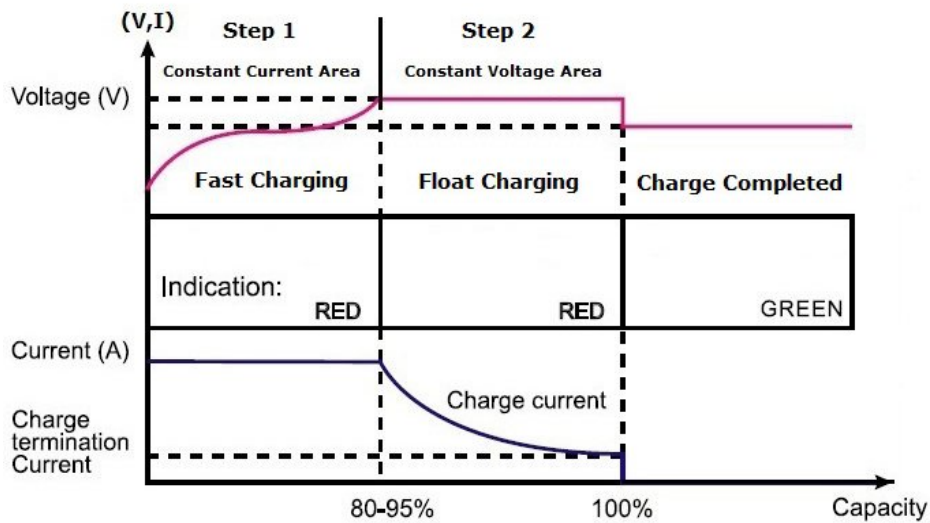 (V,I)
Step 1
Step 2
Constant Current Area
Constant Voltage Area
Voltage (V)
Fast Charging
Float Charging
Charge Completed
Indication:
RED
RED
GREEN
Current (A)
Charge current
Charge
termination
Current
80-95%
100%
Capacity